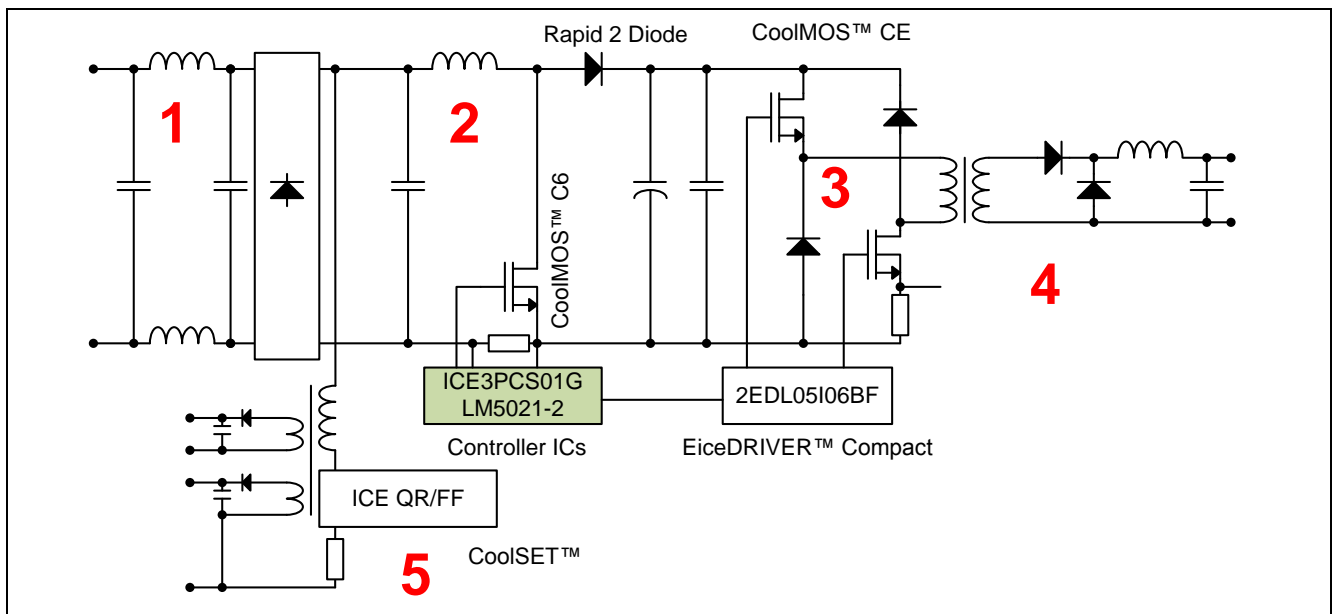 Rapid 2 Diode
CoolMOS™ CE
1
2
3
4
CoolMOS™ C6
ICE3PCS01G
LM5021-2
2EDL05I06BF
Controller ICs
EiceDRIVER™ Compact
ICE QR/FF
CoolSET™
5